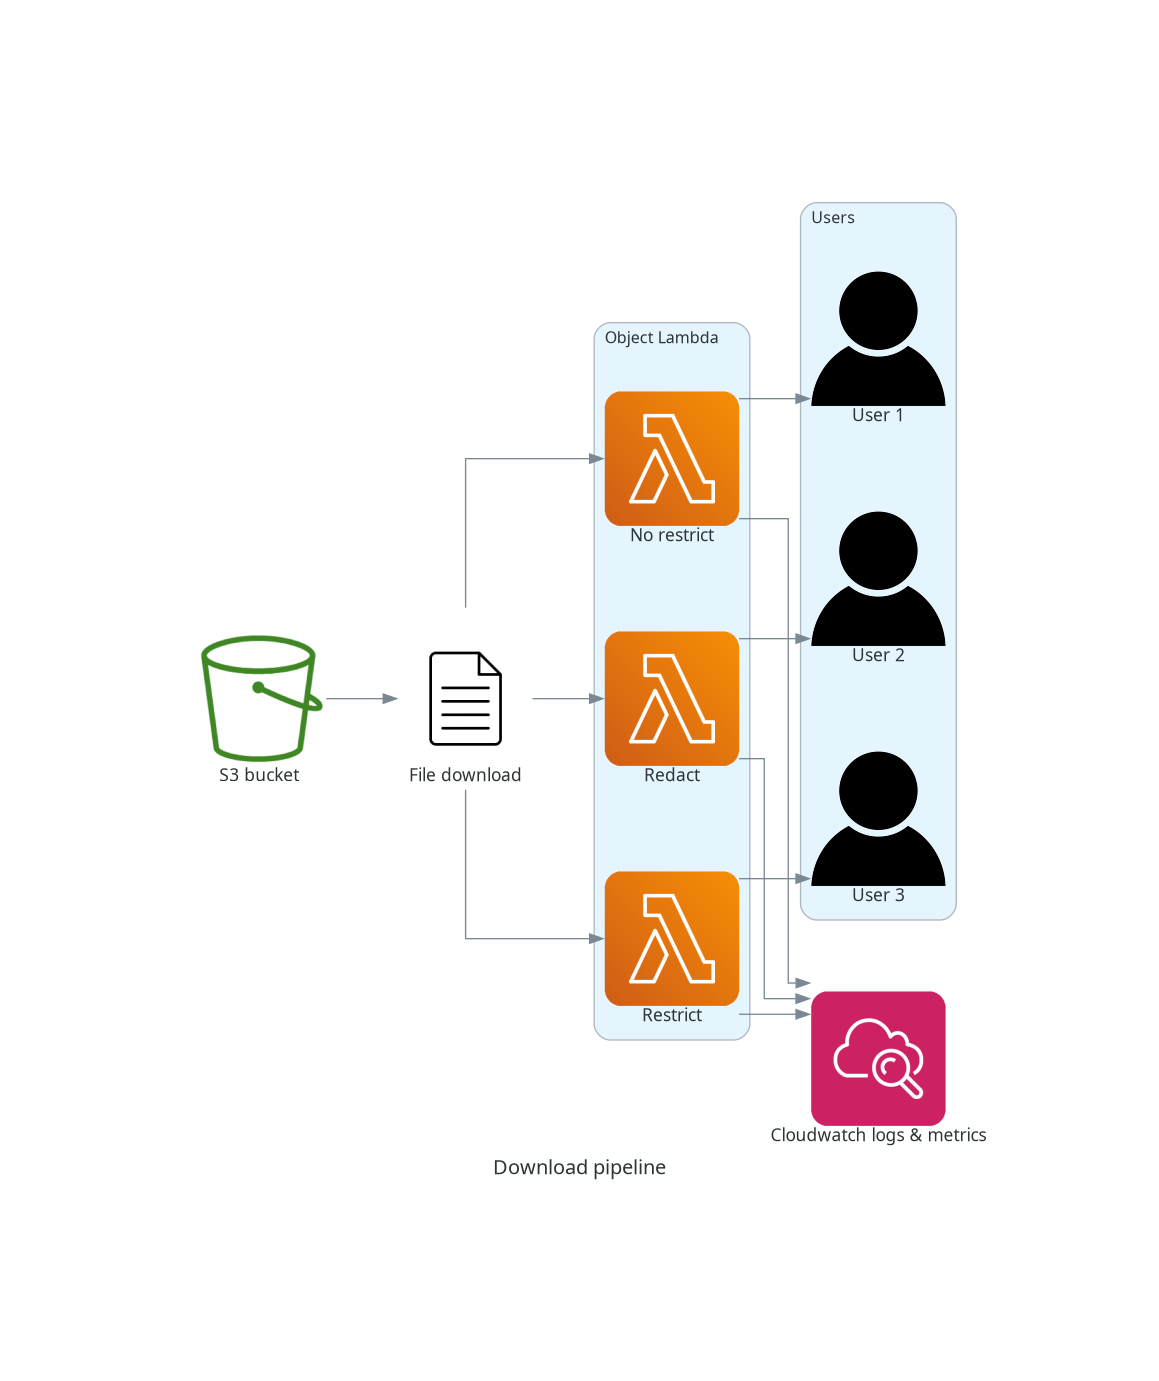 Users
User 1
Object Lambda
No restrict
User 2
S3 bucket
File download
Redact
User 3
Restrict
Cloudwatch logs & metrics
Download pipeline